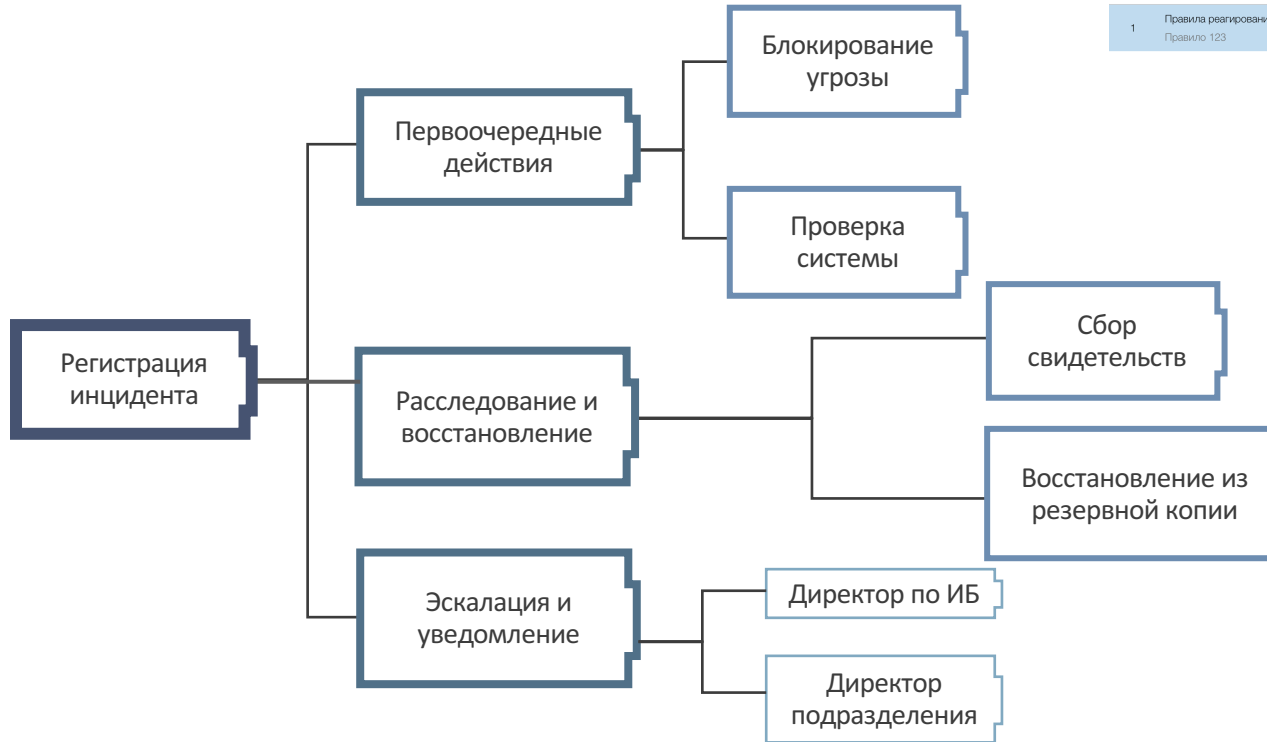 1
Правила реагирован
Правило 123
Блокирование
угрозы
Первоочередные
действия
Проверка
системы
Регистрация
инцидента
Расследование и
восстановление
Сбор
свидетельств
Восстановление из
резервной копии
Эскалация и
уведомление
Директор по ИБ
Директор
подразделения